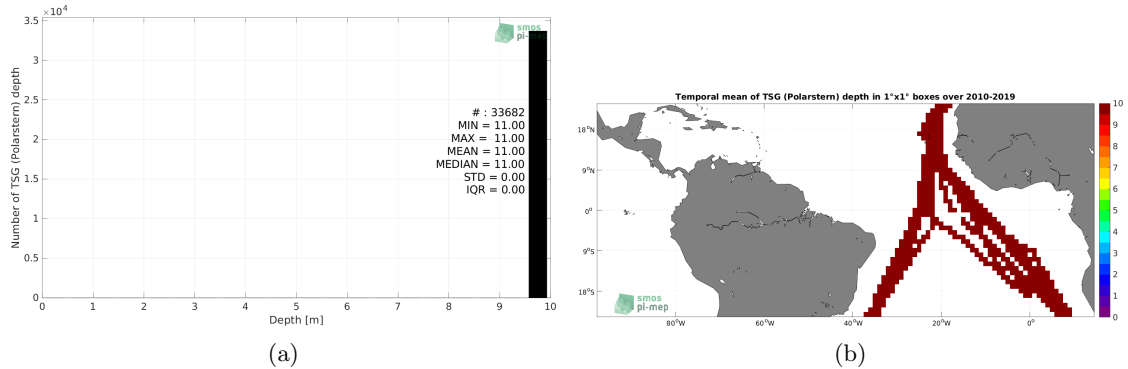 3.5 ×10⁴
3
2.5
2
1.5
1
0.5
0
Number of TSG (Polarstern) depth
smos
pi-mep
# : 33682
MIN = 11.00
MAX = 11.00
MEAN = 11.00
MEDIAN = 11.00
STD = 0.00
IQR = 0.00
0 1 2 3 4 5 6 7 8 9 10
Depth [m]
(a)
Temporal mean of TSG (Polarstern) depth in 1°x1° boxes over 2010-2019
18°N
9°N
0°
9°S
18°S
smos
pi-mep
80°W 60°W 40°W 20°W 0°
10
9
8
7
6
5
4
3
2
1
0
(b)